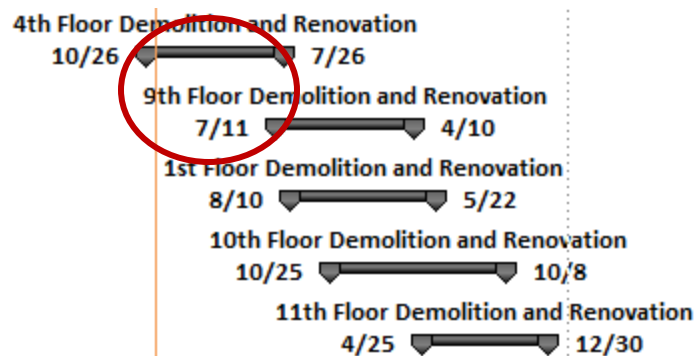 4th Floor Demolition and Renovation
10/26 7/26
9th Floor Demolition and Renovation
7/11 4/10
1st Floor Demolition and Renovation
8/10 5/22
10th Floor Demolition and Renovation
10/25 10/8
11th Floor Demolition and Renovation
4/25 12/30